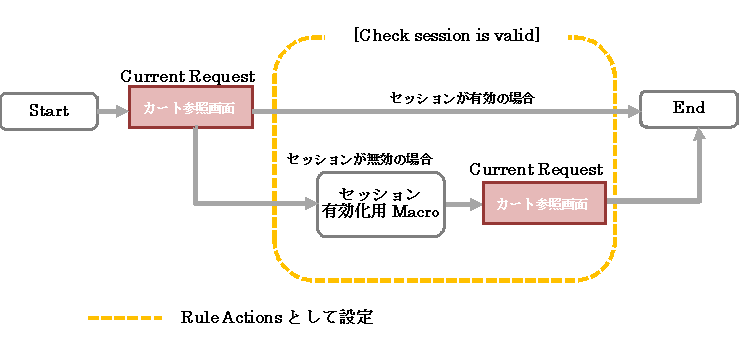 [Check session is valid]
Current Request
Start
カート参照画面
セッションが有効の場合
End
セッションが無効の場合
Current Request
セッション
有効化用 Macro
カート参照画面
Rule Actions として設定